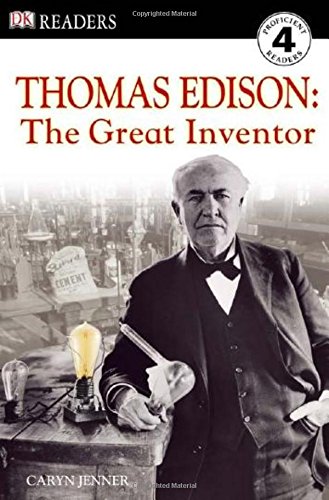 DK READERS
PROFICIENT
4
READERS
THOMAS EDISON:
The Great Inventor
CEMENT
CARYN JENNER